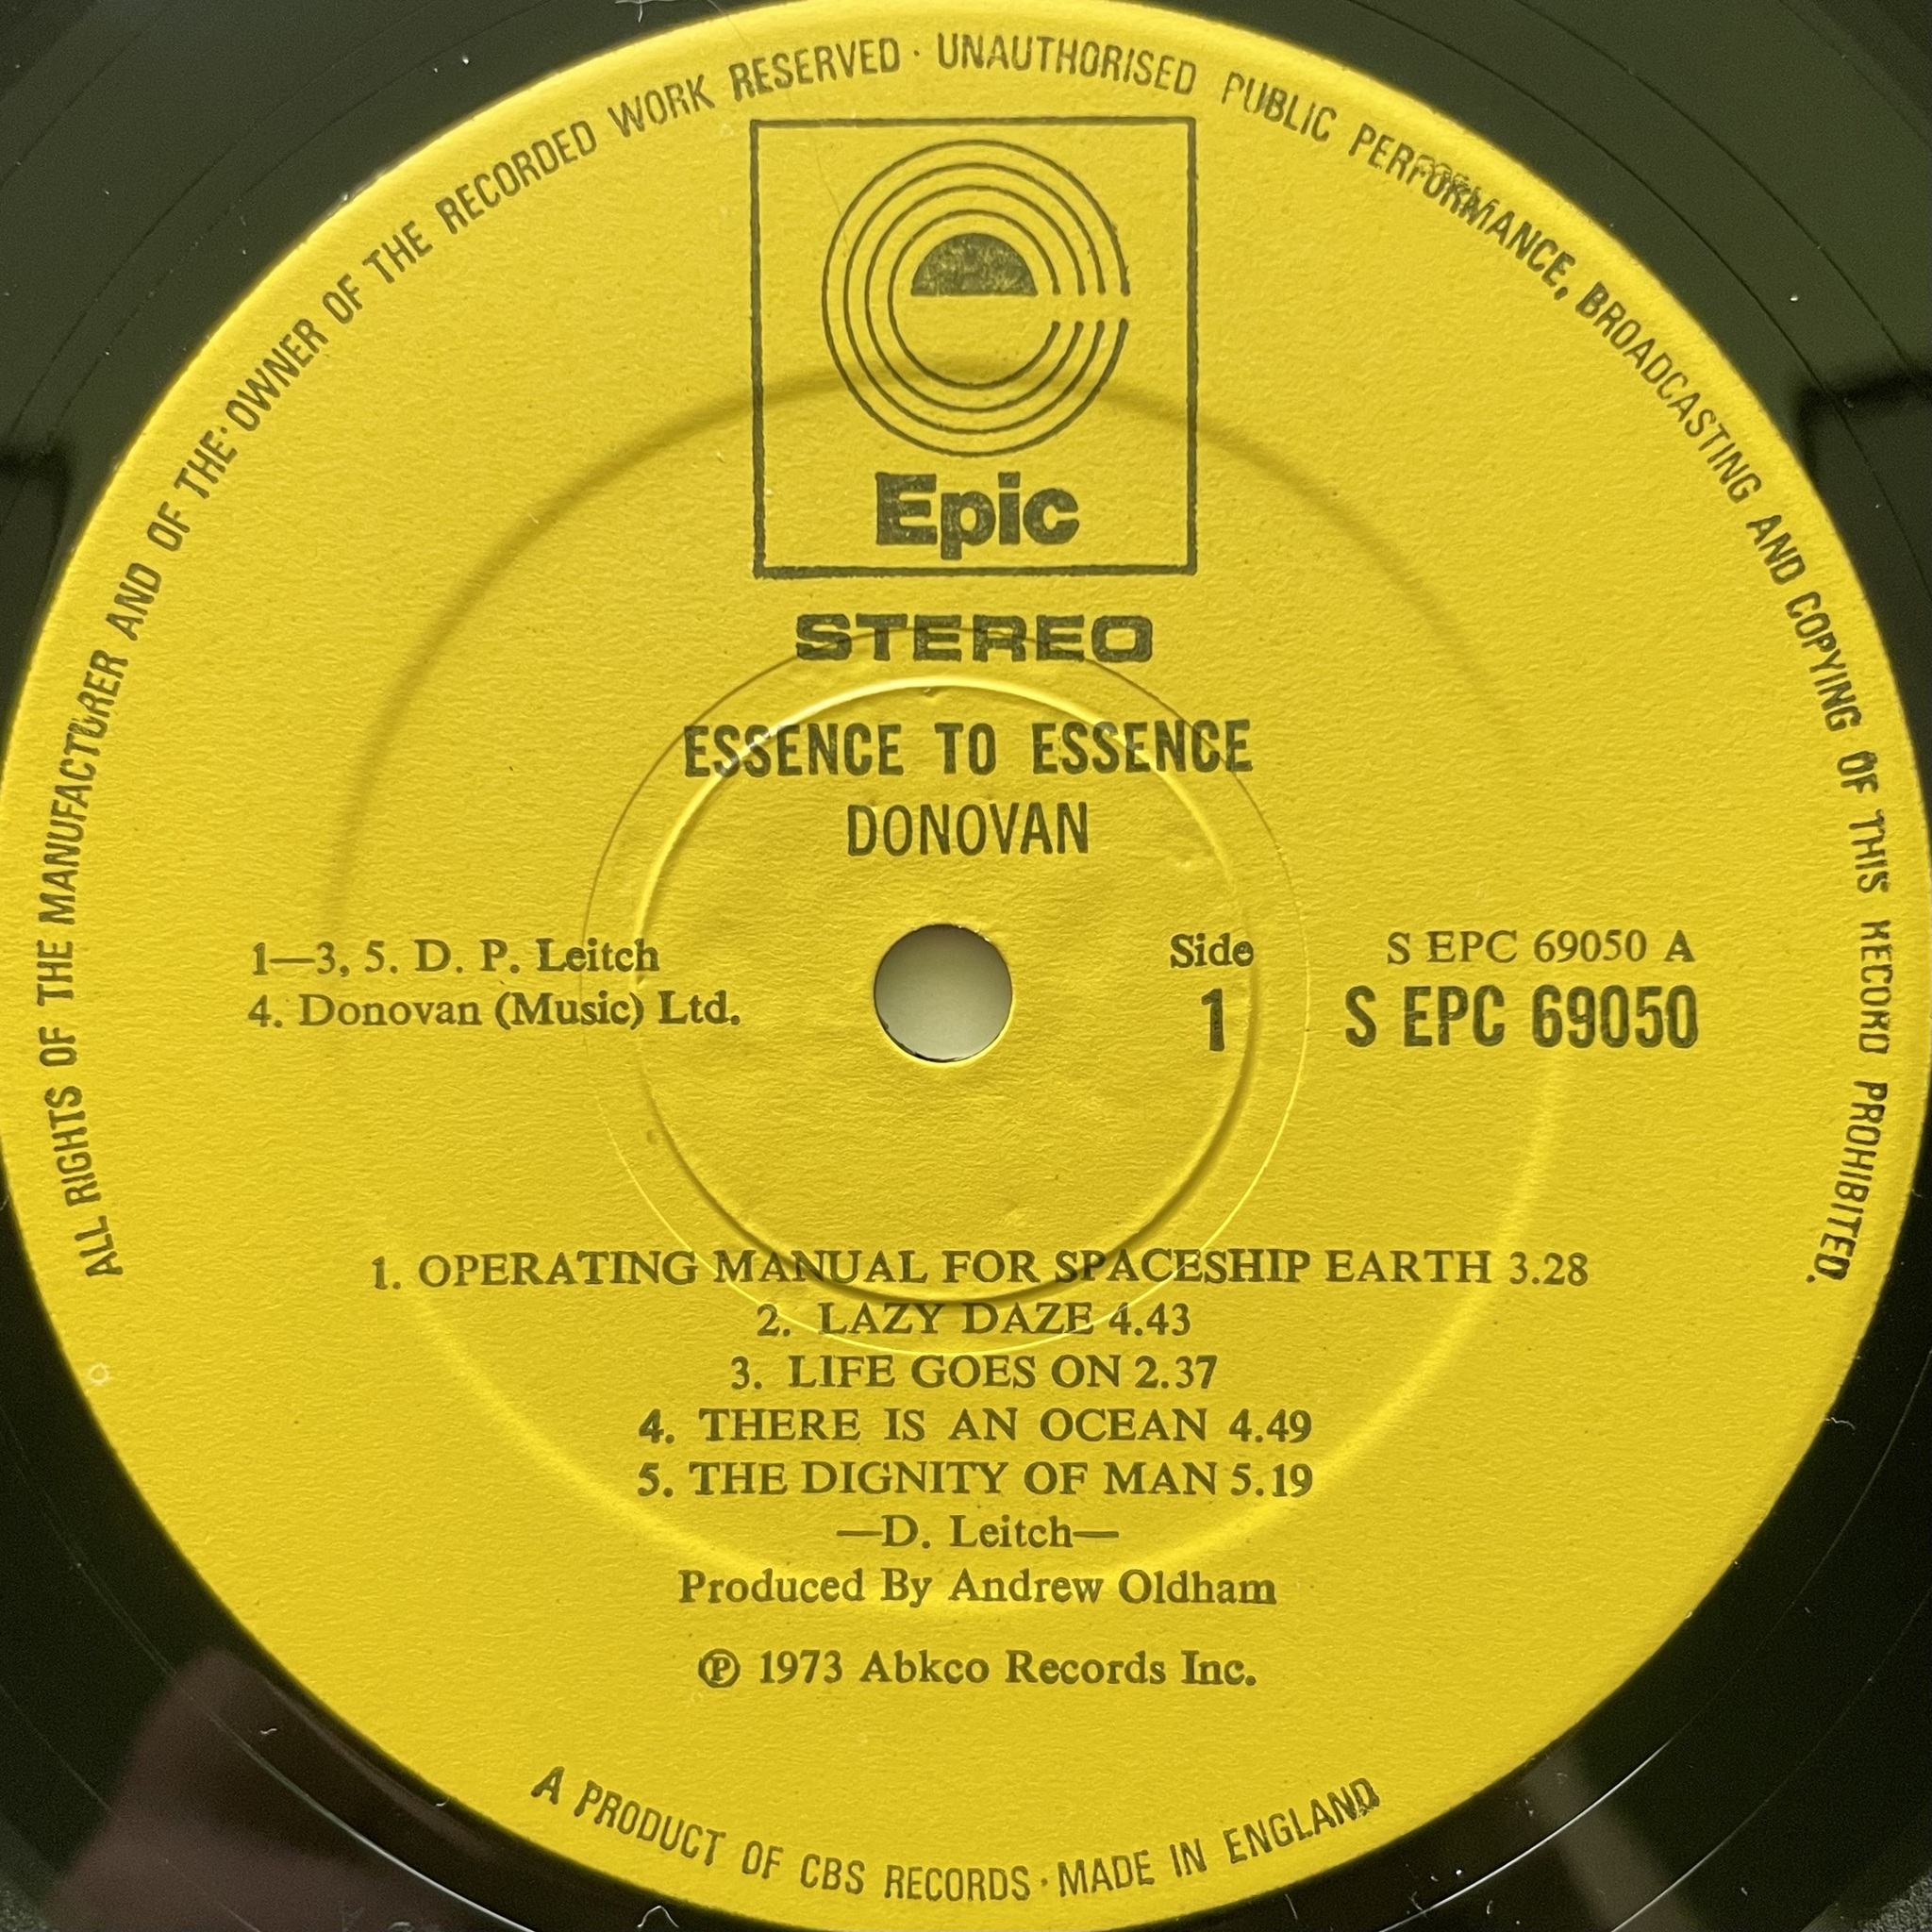 ALL RIGHTS OF THE MANUFACTURER AND OF THE OWNER OF THE RECORDED WORK RESERVED · UNAUTHORISED PUBLIC PERFORMANCE, BROADCASTING AND COPYING OF THIS RECORD PROHIBITED.
Epic
STEREO
ESSENCE TO ESSENCE
DONOVAN
1—3, 5. D. P. Leitch
4. Donovan (Music) Ltd.
Side
1
S EPC 69050 A
S EPC 69050
1. OPERATING MANUAL FOR SPACESHIP EARTH 3.28
2. LAZY DAZE 4.43
3. LIFE GOES ON 2.37
4. THERE IS AN OCEAN 4.49
5. THE DIGNITY OF MAN 5.19
—D. Leitch—
Produced By Andrew Oldham
℗ 1973 Abkco Records Inc.
A PRODUCT OF CBS RECORDS · MADE IN ENGLAND